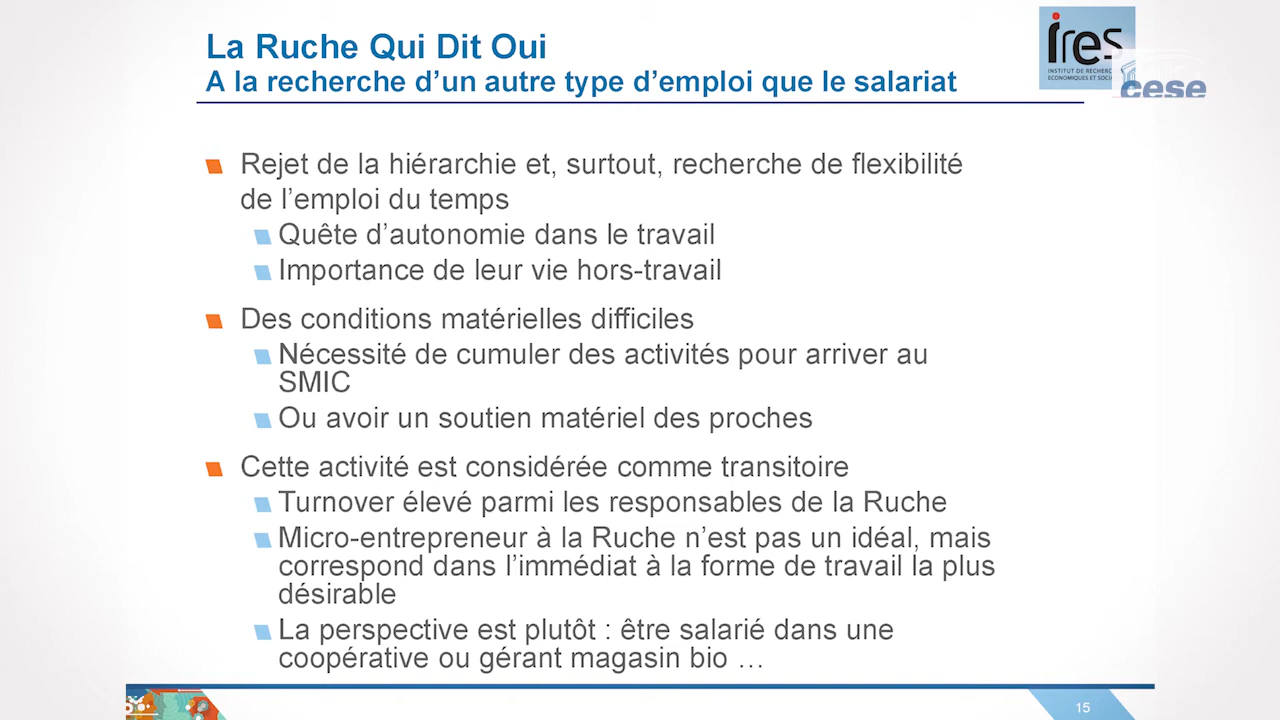 La Ruche Qui Dit Oui
A la recherche d’un autre type d’emploi que le salariat
ires
INSTITUT DE RECHERCHES
ÉCONOMIQUES ET
cese
Rejet de la hiérarchie et, surtout, recherche de flexibilité
de l’emploi du temps
Quête d’autonomie dans le travail
Importance de leur vie hors-travail
Des conditions matérielles difficiles
Nécessité de cumuler des activités pour arriver au
SMIC
Ou avoir un soutien matériel des proches
Cette activité est considérée comme transitoire
Turnover élevé parmi les responsables de la Ruche
Micro-entrepreneur à la Ruche n’est pas un idéal, mais
correspond dans l’immédiat à la forme de travail la plus
désirable
La perspective est plutôt : être salarié dans une
coopérative ou gérant magasin bio …
15